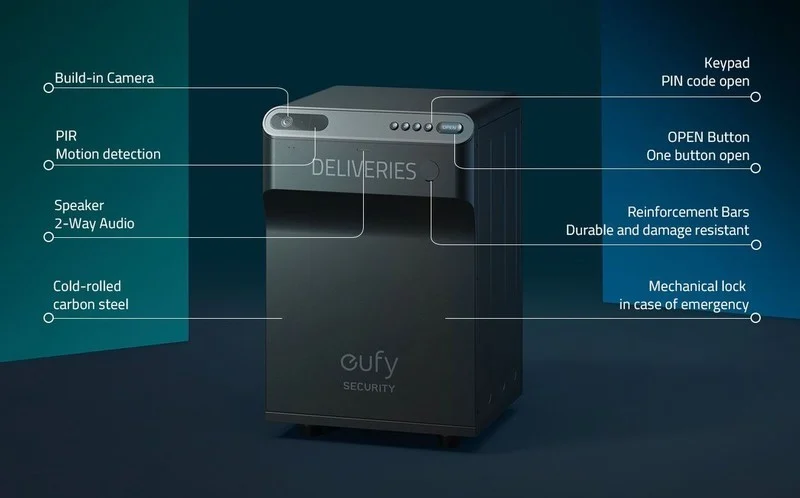 Build-in Camera
PIR
Motion detection
Speaker
2-Way Audio
Cold-rolled
carbon steel
Keypad
PIN code open
OPEN Button
One button open
Reinforcement Bars
Durable and damage resistant
Mechanical lock
in case of emergency
OPEN
DELIVERIES
eufy
SECURITY